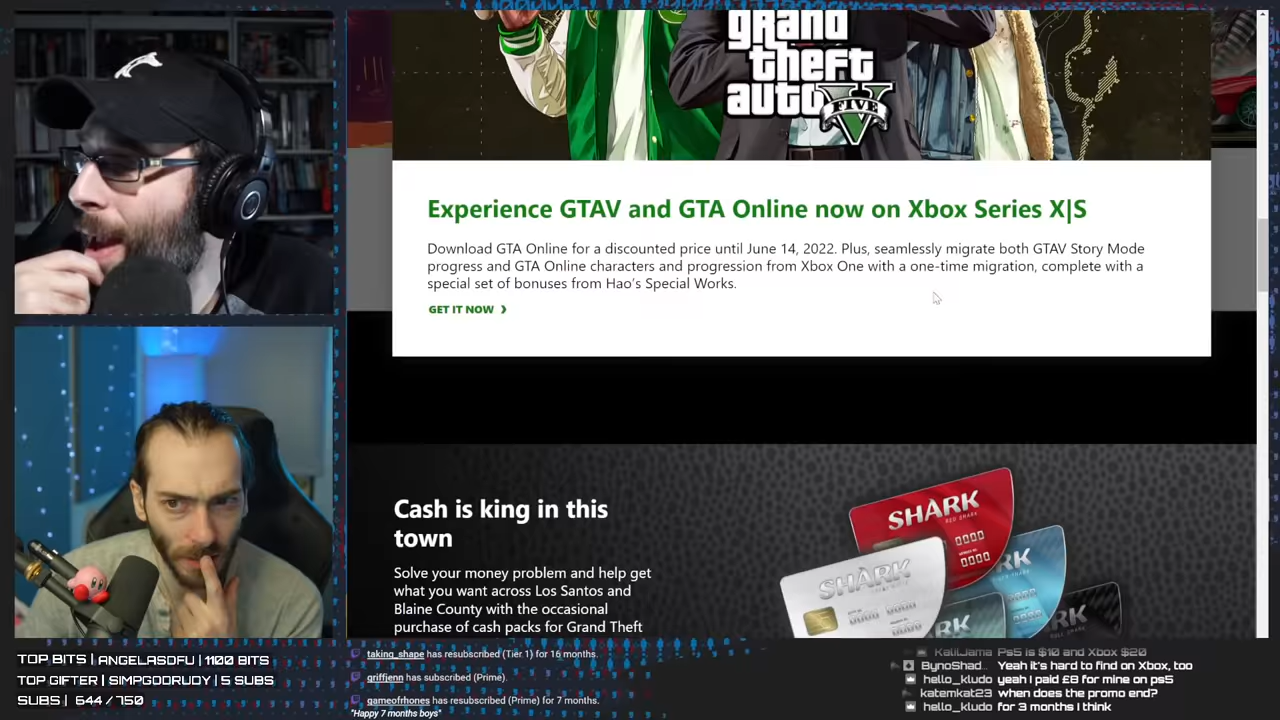 grand
theft
auto
FIVE
Experience GTAV and GTA Online now on Xbox Series X|S
Download GTA Online for a discounted price until June 14, 2022. Plus, seamlessly migrate both GTAV Story Mode
progress and GTA Online characters and progression from Xbox One with a one-time migration, complete with a
special set of bonuses from Hao's Special Works.
GET IT NOW ❯
Cash is king in this
town
Solve your money problem and help get
what you want across Los Santos and
Blaine County with the occasional
purchase of cash packs for Grand Theft
SHARK
RED SHARK
0000
0000
SHARK
0000 0000
TOP BITS | ANGELASDFU | 1100 BITS
TOP GIFTER | SIMPGODRUDY | 5 SUBS
SUBS | 644 / 750
taking_shape has resubscribed (Tier 1) for 16 months.
griffjenn has subscribed (Prime).
gameofrhones has resubscribed (Prime) for 7 months.
"Happy 7 months boys"
KalilJama Ps5 is $10 and Xbox $20
BynoShad... Yeah it's hard to find on Xbox, too
hello_kludo yeah I paid £8 for mine on ps5
katemkat23 when does the promo end?
hello_kludo for 3 months I think